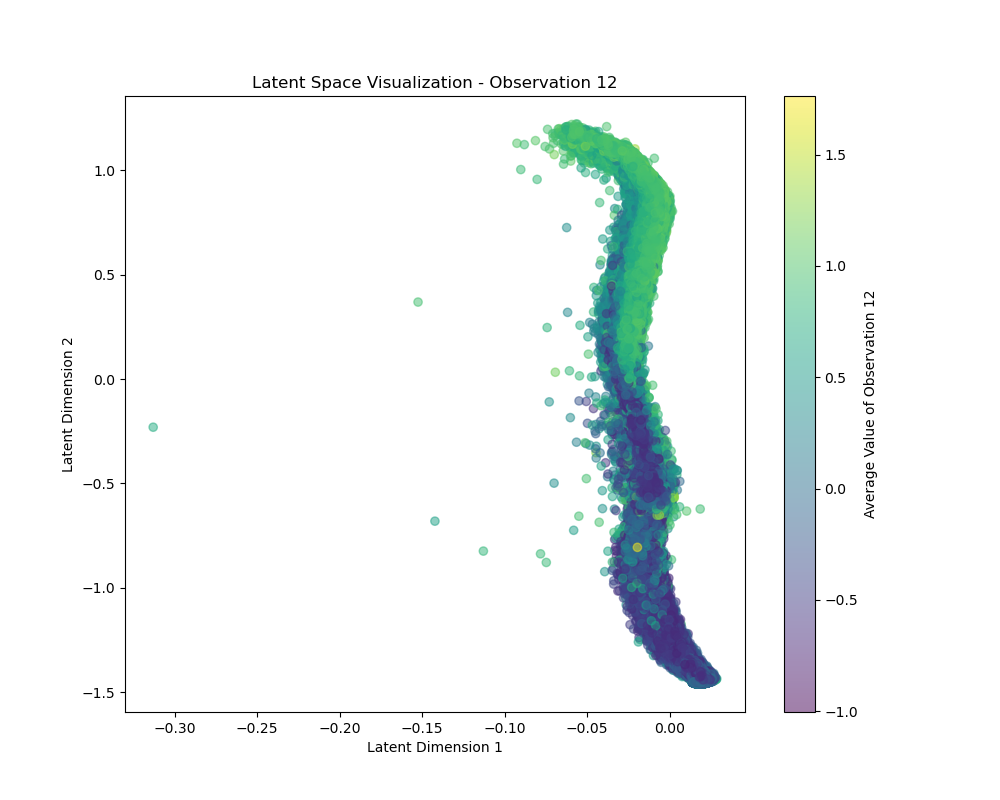 Latent Space Visualization - Observation 12
Latent Dimension 2
1.0
0.5
0.0
−0.5
−1.0
−1.5
−0.30 −0.25 −0.20 −0.15 −0.10 −0.05 0.00
Latent Dimension 1
1.5
1.0
0.5
0.0
−0.5
−1.0
Average Value of Observation 12